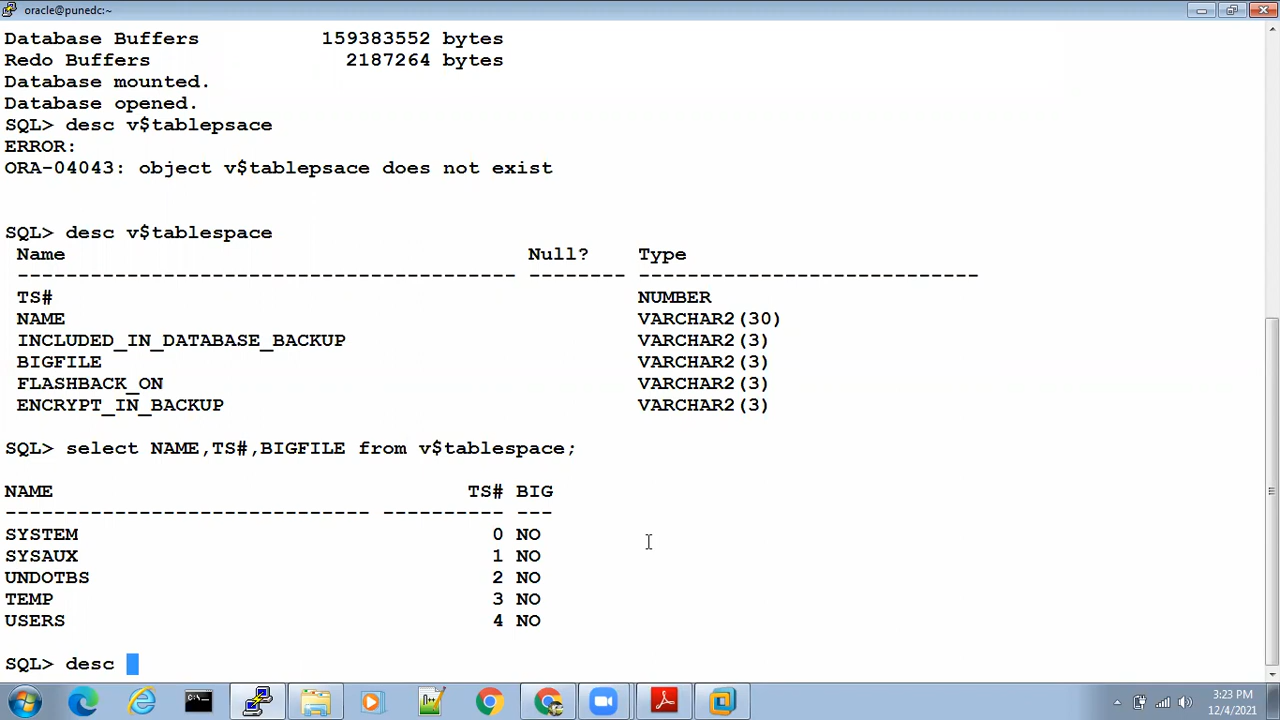 oracle@punedc:~
Database Buffers 159383552 bytes
Redo Buffers 2187264 bytes
Database mounted.
Database opened.
SQL> desc v$tablepsace
ERROR:
ORA-04043: object v$tablepsace does not exist
SQL> desc v$tablespace
Name Null? Type
----------------------------------------- -------- ----------------------------
TS# NUMBER
NAME VARCHAR2(30)
INCLUDED_IN_DATABASE_BACKUP VARCHAR2(3)
BIGFILE VARCHAR2(3)
FLASHBACK_ON VARCHAR2(3)
ENCRYPT_IN_BACKUP VARCHAR2(3)
SQL> select NAME,TS#,BIGFILE from v$tablespace;
NAME TS# BIG
------------------------------ ---------- ---
SYSTEM 0 NO
SYSAUX 1 NO
UNDOTBS 2 NO
TEMP 3 NO
USERS 4 NO
SQL> desc
3:23 PM
12/4/2021